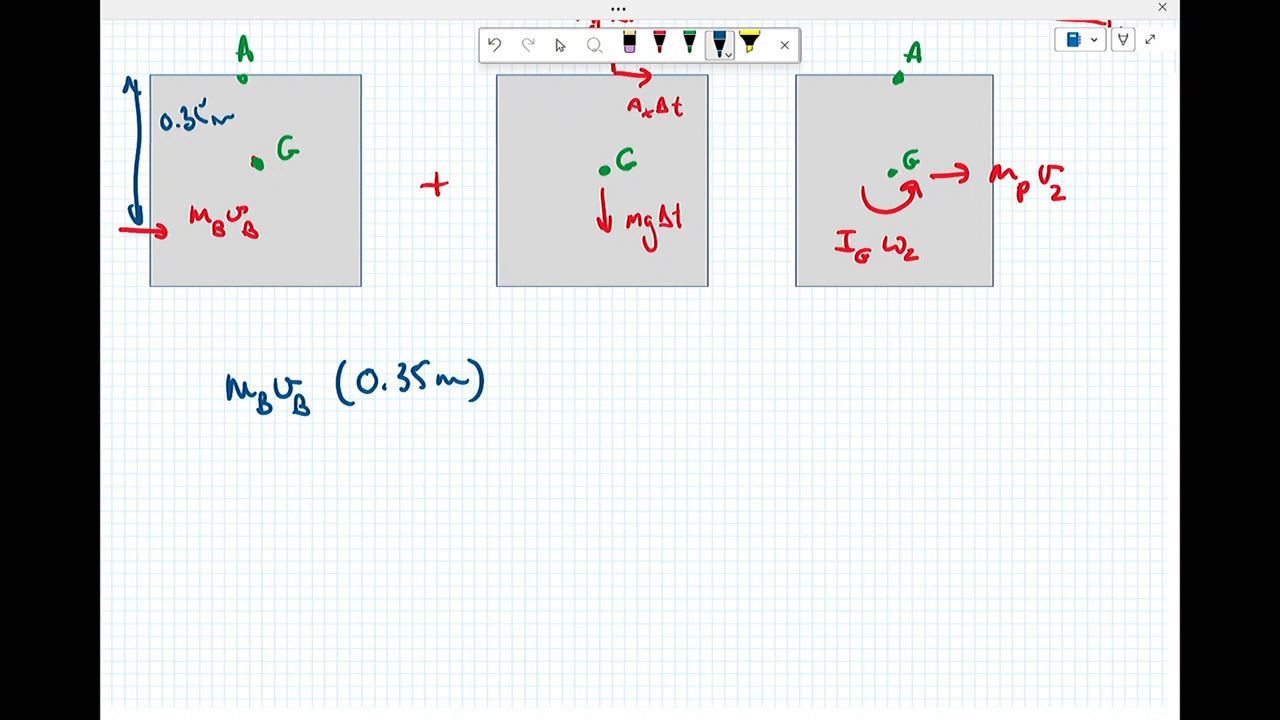 A
A
0.35 m
A_x Δt
G
G
G
+
m_B v_B
mgΔt
m_p v_2
I_G ω_2
m_B v_B (0.35 m)